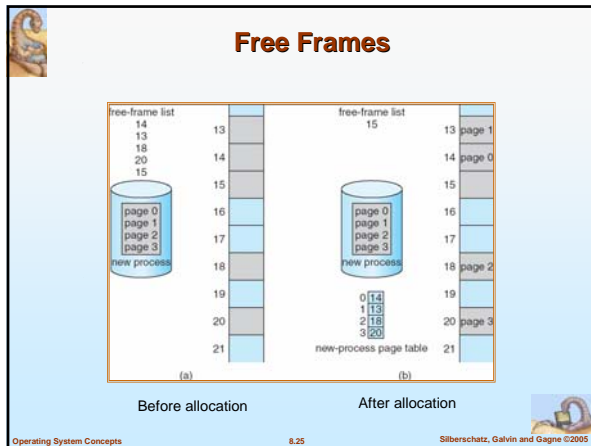 Free Frames
free-frame list
14
13
18
20
15
page 0
page 1
page 2
page 3
new process
13
14
15
16
17
18
19
20
21
(a)
free-frame list
15
page 0
page 1
page 2
page 3
new process
0 14
1 13
2 18
3 20
new-process page table
13 page 1
14 page 0
15
16
17
18 page 2
19
20 page 3
21
(b)
Before allocation
After allocation
Operating System Concepts
8.25
Silberschatz, Galvin and Gagne ©2005